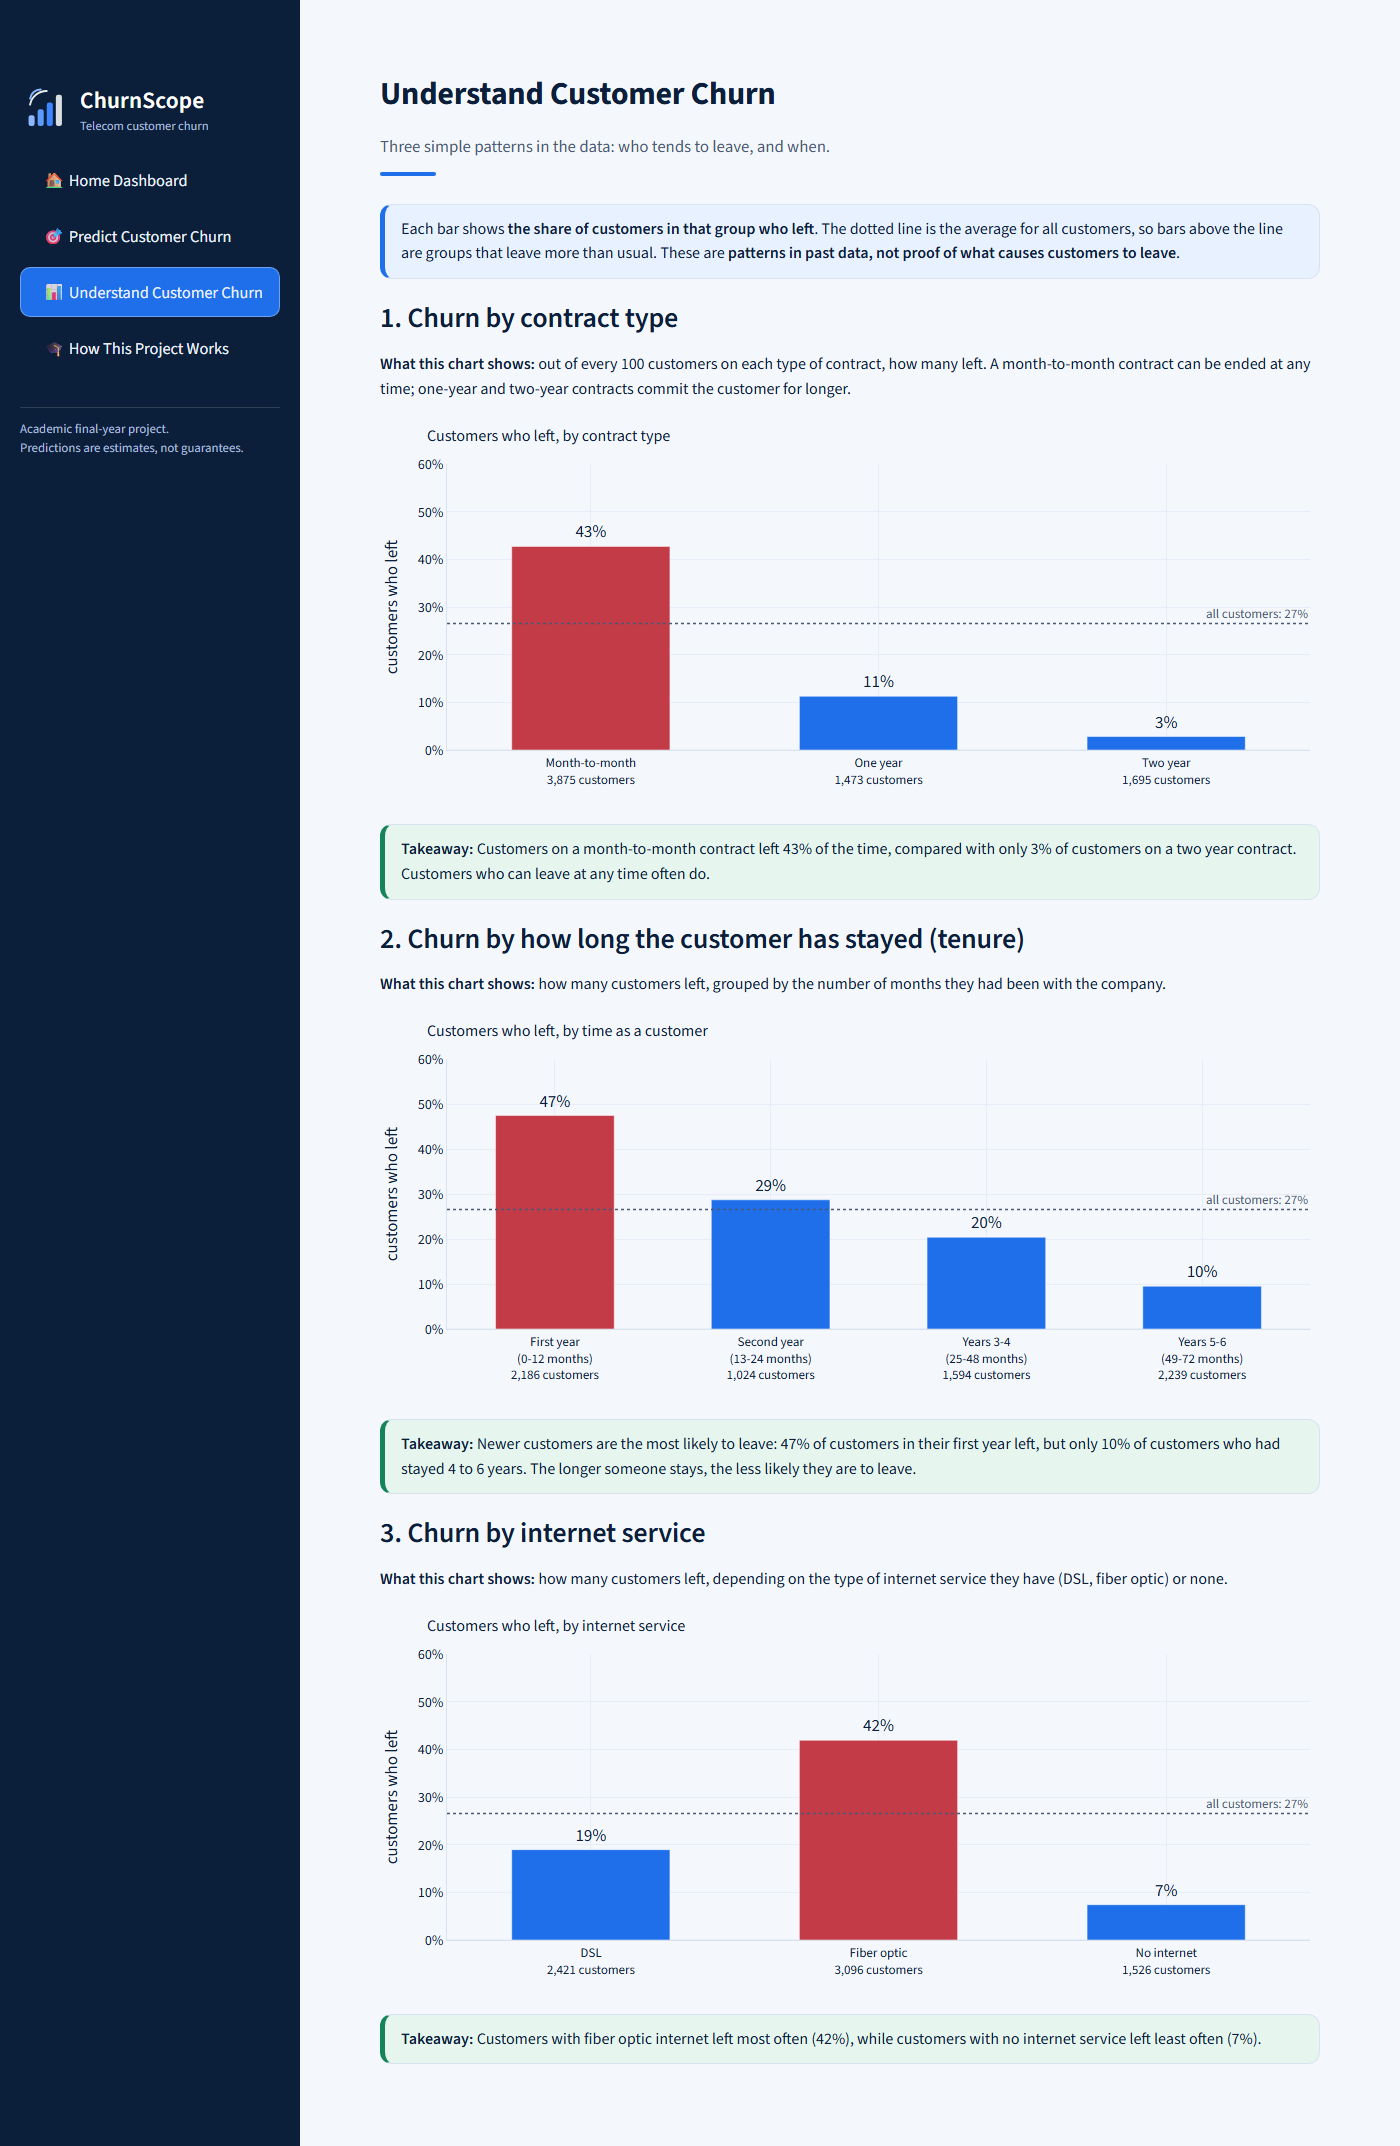 ChurnScope
Telecom customer churn
Home Dashboard
Predict Customer Churn
Understand Customer Churn
How This Project Works
Academic final-year project.
Predictions are estimates, not guarantees.
Understand Customer Churn
Three simple patterns in the data: who tends to leave, and when.
Each bar shows the share of customers in that group who left. The dotted line is the average for all customers, so bars above the line
are groups that leave more than usual. These are patterns in past data, not proof of what causes customers to leave.
1. Churn by contract type
What this chart shows: out of every 100 customers on each type of contract, how many left. A month-to-month contract can be ended at any
time; one-year and two-year contracts commit the customer for longer.
Customers who left, by contract type
customers who left
60%
50%
40%
30%
20%
10%
0%
43%
11%
3%
all customers: 27%
Month-to-month
3,875 customers
One year
1,473 customers
Two year
1,695 customers
Takeaway: Customers on a month-to-month contract left 43% of the time, compared with only 3% of customers on a two year contract.
Customers who can leave at any time often do.
2. Churn by how long the customer has stayed (tenure)
What this chart shows: how many customers left, grouped by the number of months they had been with the company.
Customers who left, by time as a customer
customers who left
60%
50%
40%
30%
20%
10%
0%
47%
29%
20%
10%
all customers: 27%
First year
(0-12 months)
2,186 customers
Second year
(13-24 months)
1,024 customers
Years 3-4
(25-48 months)
1,594 customers
Years 5-6
(49-72 months)
2,239 customers
Takeaway: Newer customers are the most likely to leave: 47% of customers in their first year left, but only 10% of customers who had
stayed 4 to 6 years. The longer someone stays, the less likely they are to leave.
3. Churn by internet service
What this chart shows: how many customers left, depending on the type of internet service they have (DSL, fiber optic) or none.
Customers who left, by internet service
customers who left
60%
50%
40%
30%
20%
10%
0%
19%
42%
7%
all customers: 27%
DSL
2,421 customers
Fiber optic
3,096 customers
No internet
1,526 customers
Takeaway: Customers with fiber optic internet left most often (42%), while customers with no internet service left least often (7%).